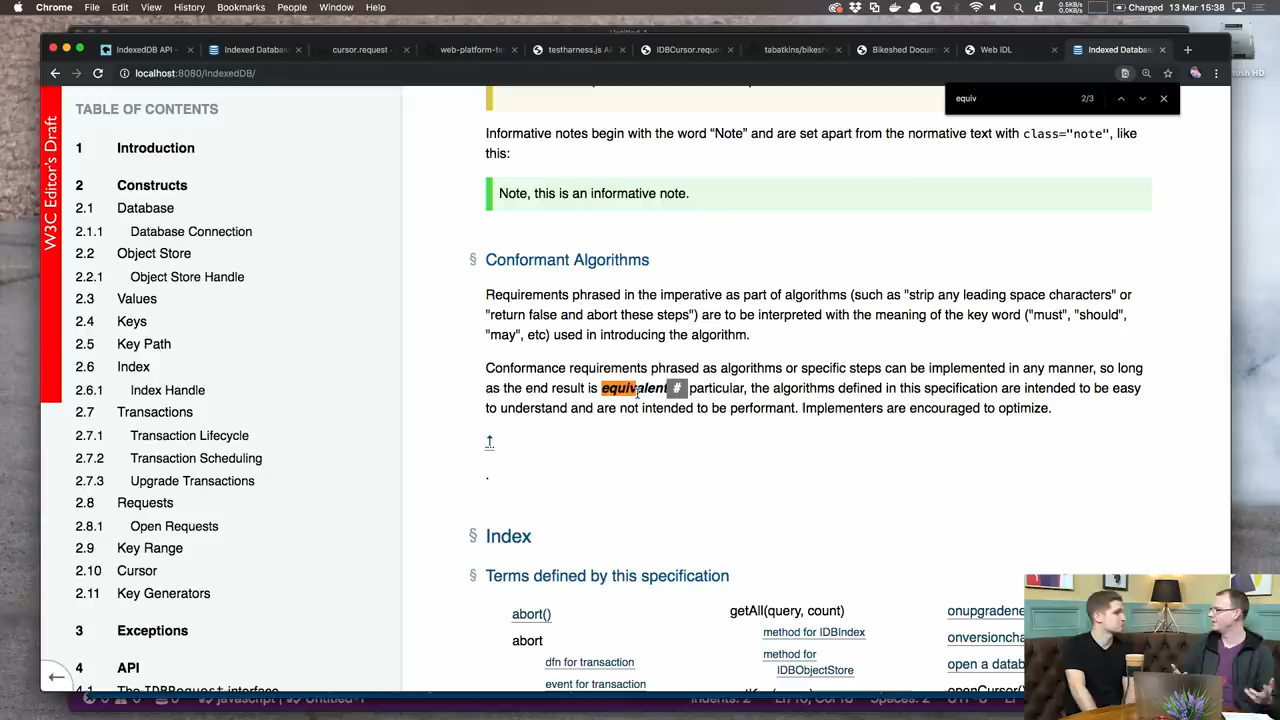 Chrome File Edit View History Bookmarks People Window Help
0.5KB/s Charged 13 Mar 15:38
IndexedDB API - Indexed Databas cursor.request - web-platform-te testharness.js A IDBCursor.reque tabatkins/bikesh Bikeshed Docum Web IDL Indexed Databas
localhost:8080/IndexedDB/
osh HD
equiv 2/3
W3C Editor's Draft
TABLE OF CONTENTS
1 Introduction
2 Constructs
2.1 Database
2.1.1 Database Connection
2.2 Object Store
2.2.1 Object Store Handle
2.3 Values
2.4 Keys
2.5 Key Path
2.6 Index
2.6.1 Index Handle
2.7 Transactions
2.7.1 Transaction Lifecycle
2.7.2 Transaction Scheduling
2.7.3 Upgrade Transactions
2.8 Requests
2.8.1 Open Requests
2.9 Key Range
2.10 Cursor
2.11 Key Generators
3 Exceptions
4 API
4.1 The IDBRequest interface
Informative notes begin with the word “Note” and are set apart from the normative text with class="note", like
this:
Note, this is an informative note.
§ Conformant Algorithms
Requirements phrased in the imperative as part of algorithms (such as "strip any leading space characters" or
"return false and abort these steps") are to be interpreted with the meaning of the key word ("must", "should",
"may", etc) used in introducing the algorithm.
Conformance requirements phrased as algorithms or specific steps can be implemented in any manner, so long
as the end result is equivalent # particular, the algorithms defined in this specification are intended to be easy
to understand and are not intended to be performant. Implementers are encouraged to optimize.
↑
.
§ Index
§ Terms defined by this specification
abort()
abort
dfn for transaction
event for transaction
getAll(query, count)
method for IDBIndex
method for
IDBObjectStore
onupgradene
onversioncha
open a datab
openCursor(